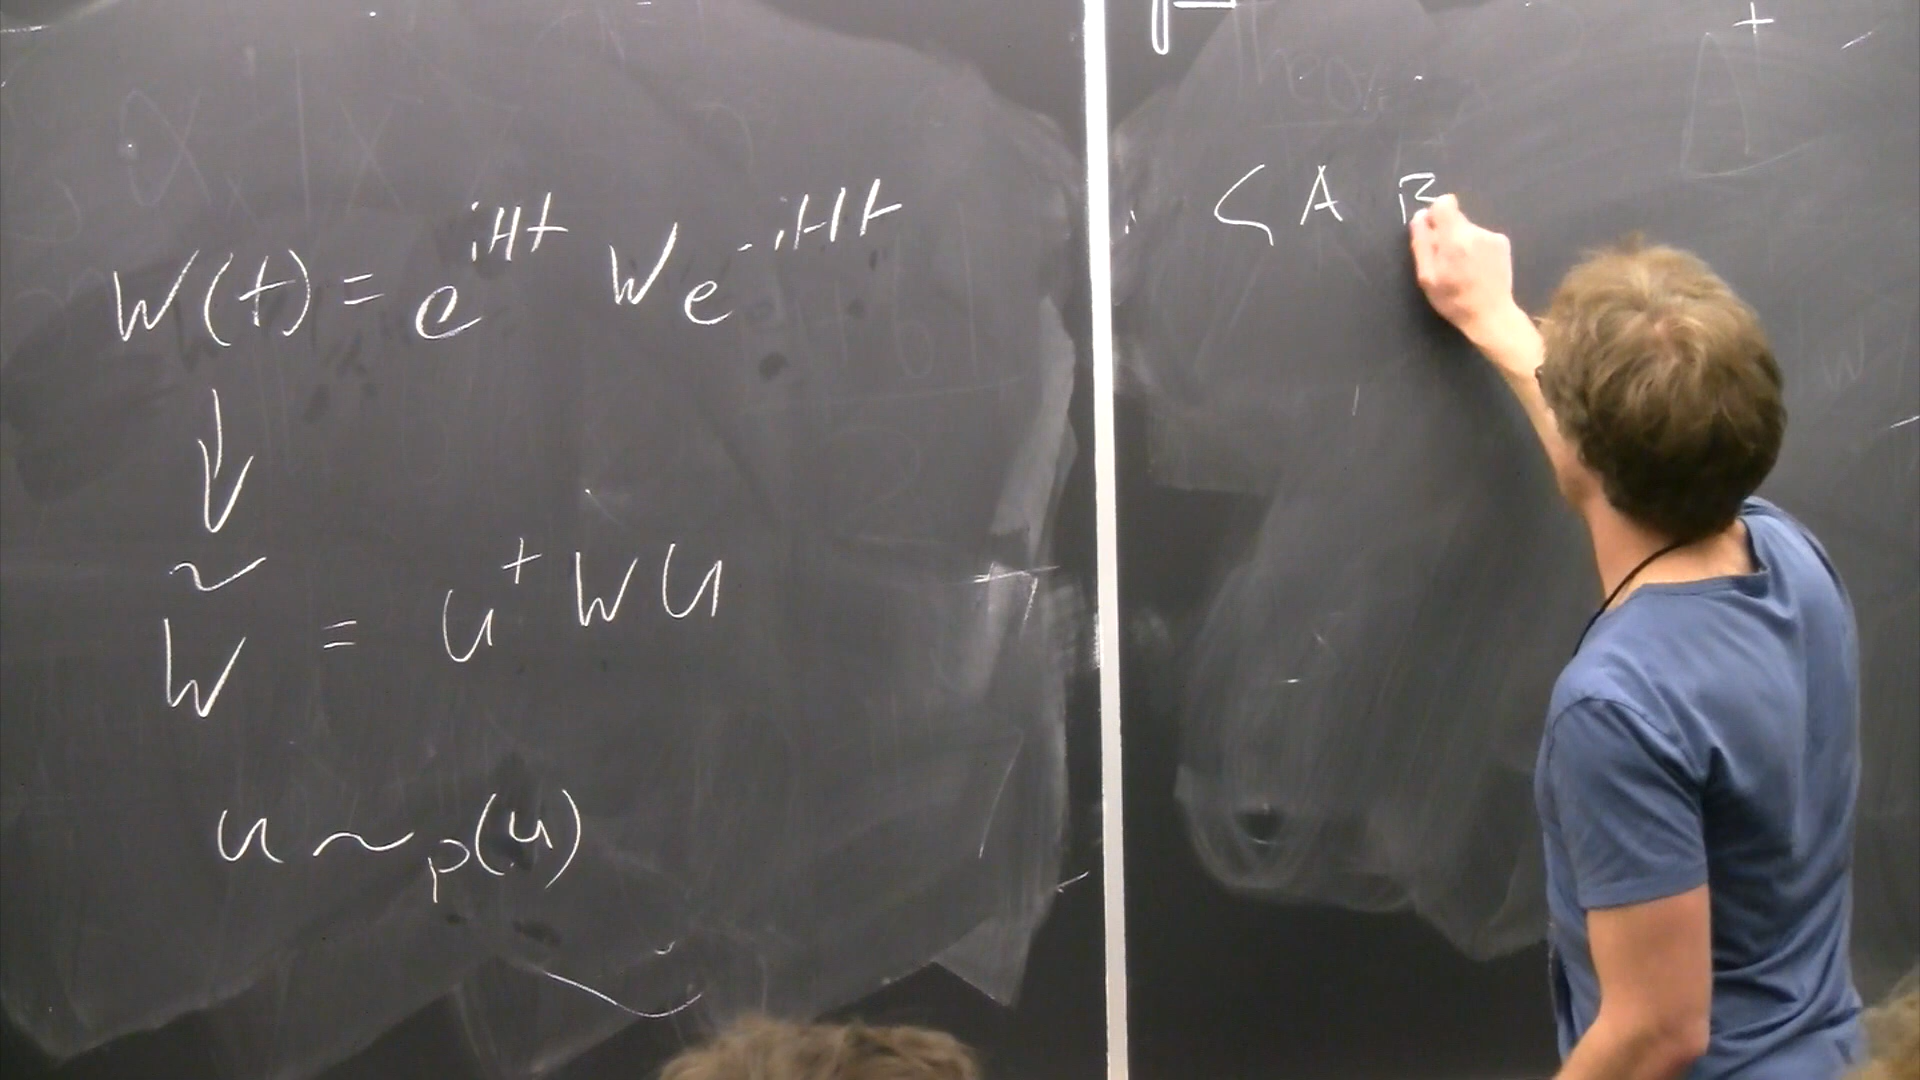 W(t) = e^{iHt} W e^{-iHt}
↓
W̃ = u† W u
u ~ p(u)
⟨ A B